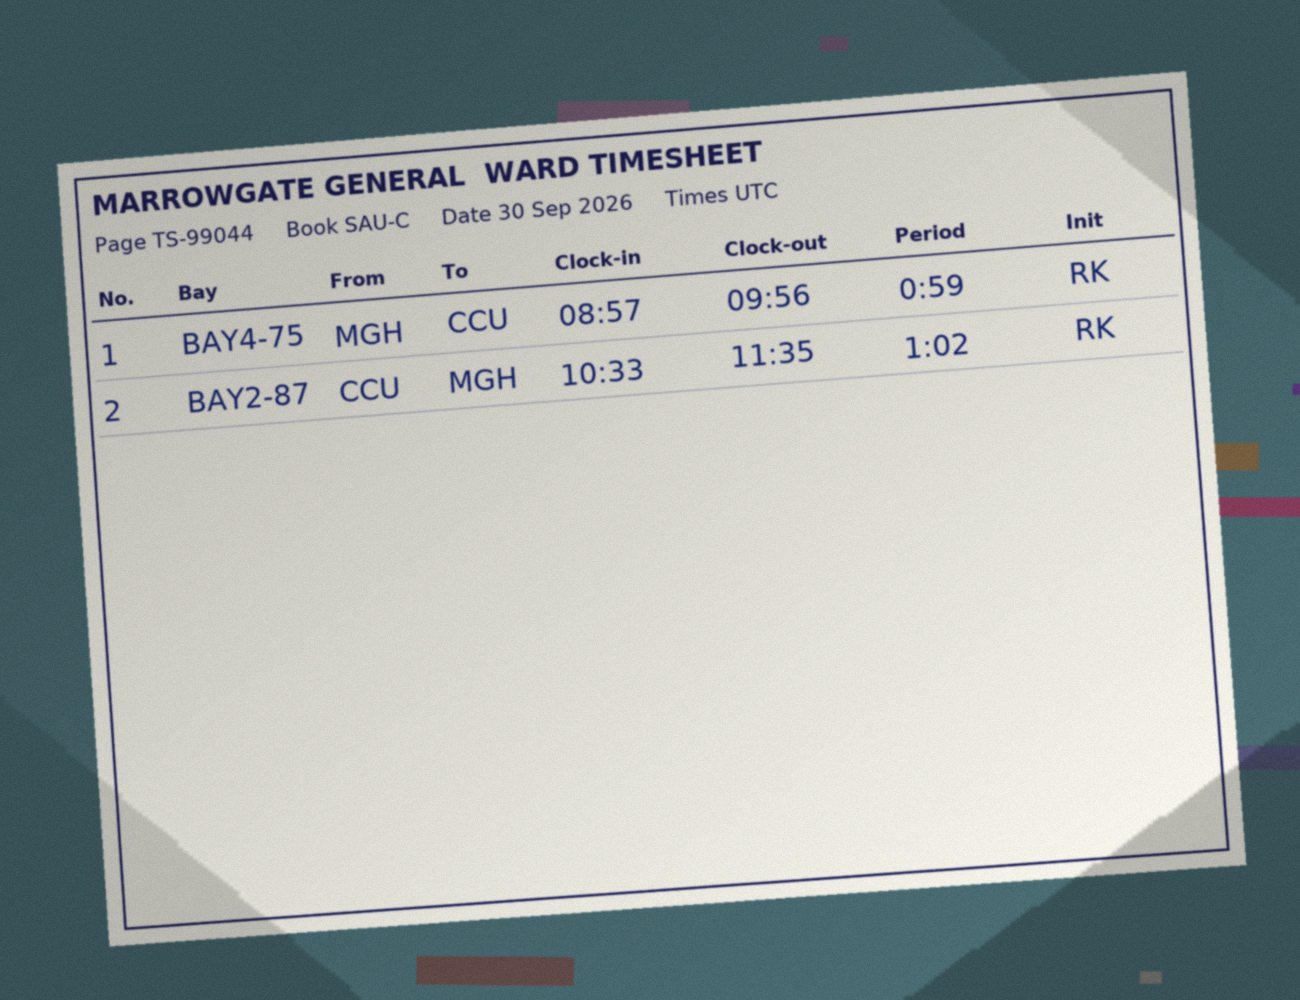 MARROWGATE GENERAL WARD TIMESHEET
Page TS-99044 Book SAU-C Date 30 Sep 2026 Times UTC
No. Bay From To Clock-in Clock-out Period Init
1 BAY4-75 MGH CCU 08:57 09:56 0:59 RK
2 BAY2-87 CCU MGH 10:33 11:35 1:02 RK